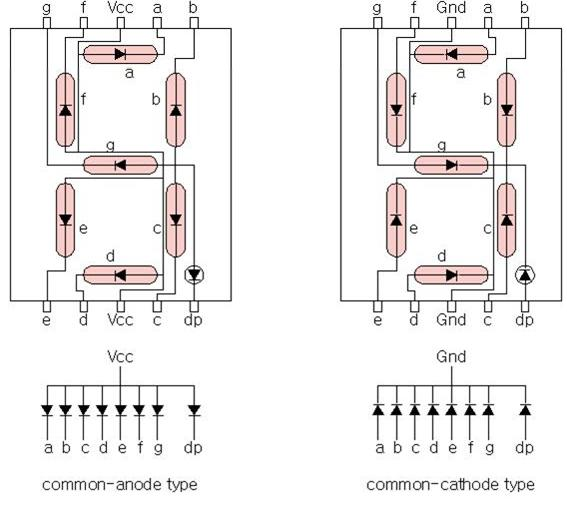 g f Vcc a b g f Gnd a b
a a
f b f b
g g
e c e c
d d
e d Vcc c dp e d Gnd c dp
Vcc Gnd
a b c d e f g dp a b c d e f g dp
common-anode type common-cathode type